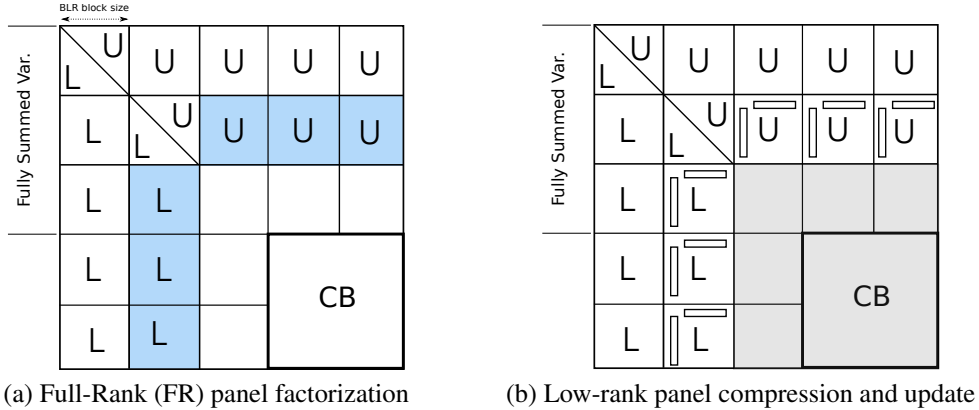 BLR block size
Fully Summed Var.
U U U U U
L
L U U U U
L
L L
L L
CB
L L
(a) Full-Rank (FR) panel factorization
Fully Summed Var.
U U U U U
L
L U U U U
L
L L
L L
CB
L L
(b) Low-rank panel compression and update